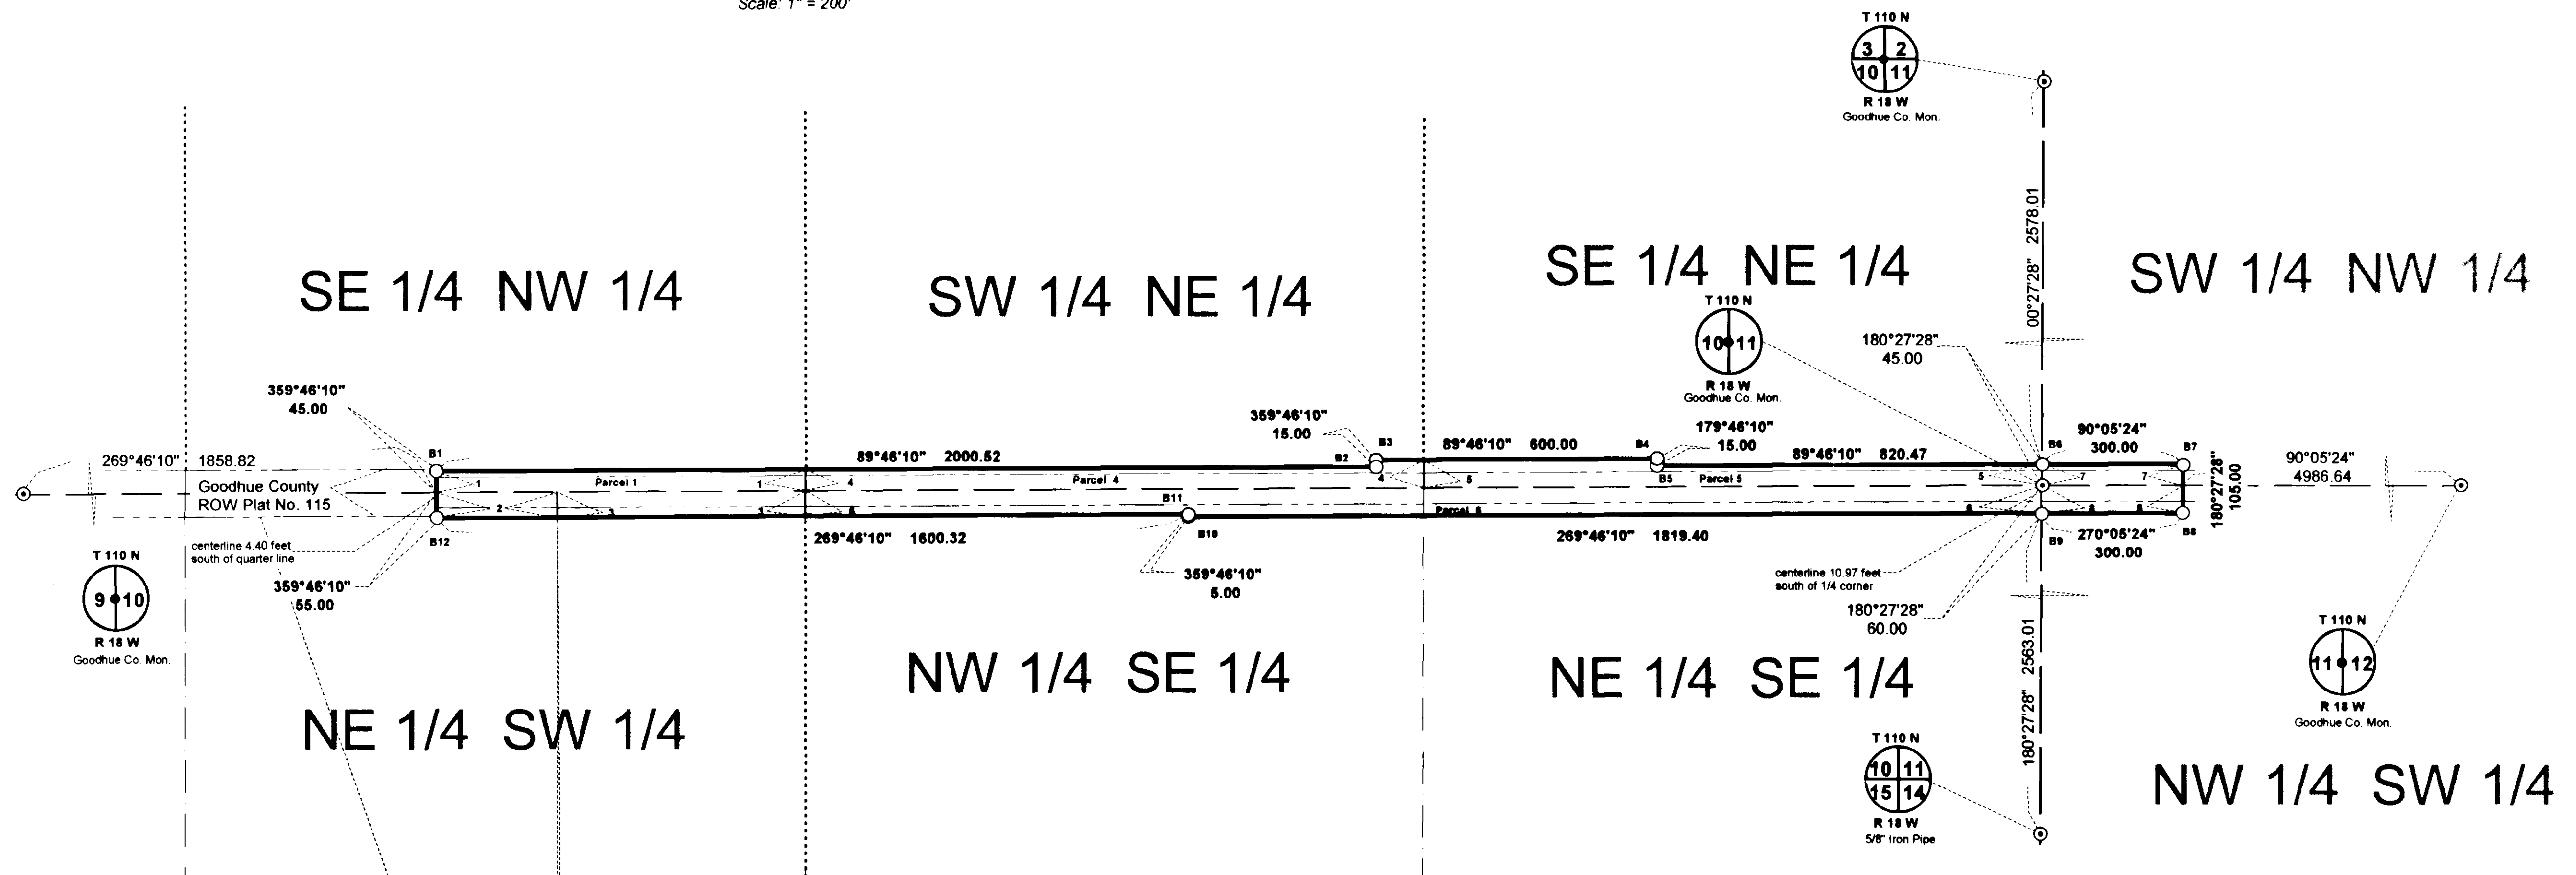 Scale: 1" = 200'
T 110 N
3 2
10 11
R 18 W
Goodhue Co. Mon.
00°27'28" 2578.01
SE 1/4 NW 1/4
SW 1/4 NE 1/4
SE 1/4 NE 1/4
SW 1/4 NW 1/4
T 110 N
10 11
R 18 W
Goodhue Co. Mon.
180°27'28"
45.00
359°46'10"
45.00
359°46'10"
15.00
B3
89°46'10" 600.00
B4
179°46'10"
15.00
90°05'24"
300.00
B6
B7
269°46'10" 1858.82
B1
89°46'10" 2000.52
B2
89°46'10" 820.47
90°05'24"
4986.64
180°27'28"
105.00
Goodhue County
ROW Plat No. 115
1
Parcel 1
1
4
Parcel 4
4
5
B5
Parcel 5
5
7
7
2
B11
Parcel 6
6
8
8
B12
269°46'10" 1600.32
B10
269°46'10" 1819.40
B9
270°05'24"
300.00
B8
centerline 4.40 feet
south of quarter line
359°46'10"
55.00
359°46'10"
5.00
centerline 10.97 feet
south of 1/4 corner
180°27'28"
60.00
T 110 N
9 10
R 18 W
Goodhue Co. Mon.
180°27'28" 2563.01
T 110 N
11 12
R 18 W
Goodhue Co. Mon.
NE 1/4 SW 1/4
NW 1/4 SE 1/4
NE 1/4 SE 1/4
NW 1/4 SW 1/4
T 110 N
10 11
15 14
R 18 W
5/8" Iron Pipe